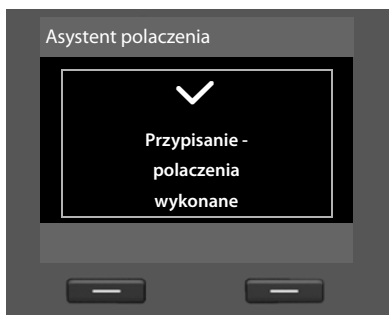 Asystent polaczenia
Przypisanie -
polaczenia
wykonane